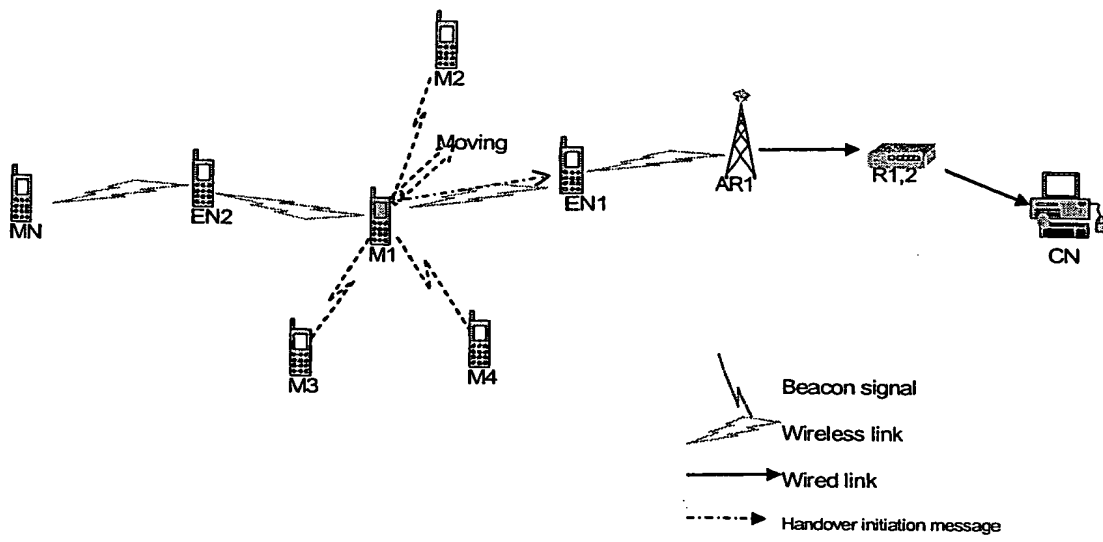 M2
Moving
MN
EN2
M1
EN1
AR1
R1,2
CN
M3
M4
Beacon signal
Wireless link
Wired link
Handover initiation message